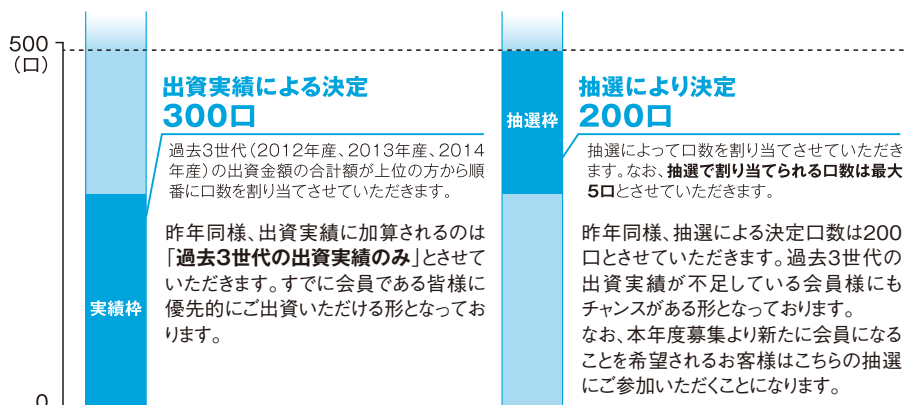 500
(口)
出資実績による決定
300口
過去3世代(2012年産、2013年産、2014
年産)の出資金額の合計額が上位の方から順
番に口数を割り当てさせていただきます。
昨年同様、出資実績に加算されるのは
「過去3世代の出資実績のみ」とさせて
いただきます。すでに会員である皆様に
優先的にご出資いただける形となってお
ります。
実績枠
0
抽選枠
抽選により決定
200口
抽選によって口数を割り当てさせていただき
ます。なお、抽選で割り当てられる口数は最大
5口とさせていただきます。
昨年同様、抽選による決定口数は200
口とさせていただきます。過去3世代の
出資実績が不足している会員様にも
チャンスがある形となっております。
なお、本年度募集より新たに会員になる
ことを希望されるお客様はこちらの抽選
にご参加いただくことになります。